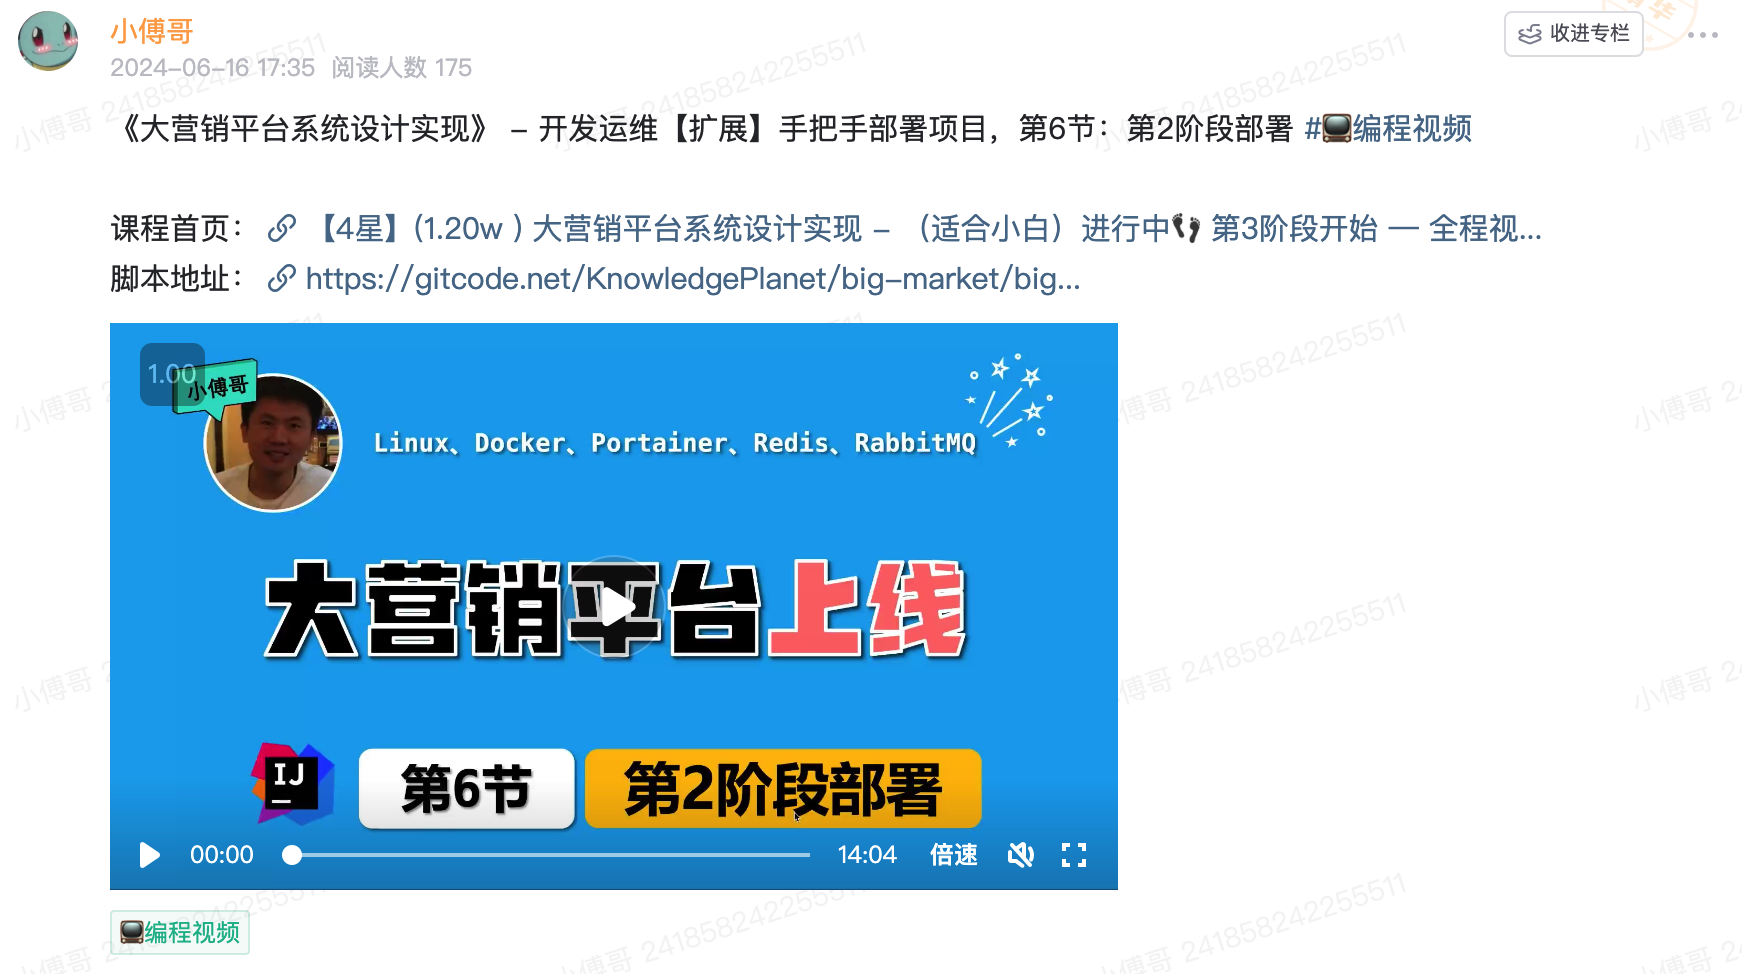 小傅哥
收进专栏
2024-06-16 17:35 阅读人数 175
《大营销平台系统设计实现》 - 开发运维【扩展】手把手部署项目，第6节：第2阶段部署 #📺编程视频
课程首页： 【4星】(1.20w ) 大营销平台系统设计实现 - （适合小白）进行中👣 第3阶段开始 — 全程视...
脚本地址： https://gitcode.net/KnowledgePlanet/big-market/big...
1.00
小傅哥
Linux、Docker、Portainer、Redis、RabbitMQ
大营销平台上线
IJ
第6节 第2阶段部署
00:00 14:04 倍速
📺编程视频
小傅哥 24185824225511